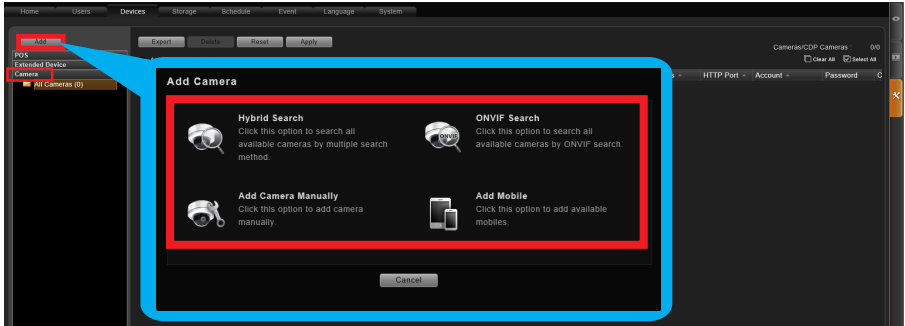 Home Users Devices Storage Schedule Event Language System
Add
Export Delete Reset Apply
Cameras/CDP Cameras : 0/0
Clear All Select All
POS
Extended Device
Camera
All Cameras (0)
HTTP Port Account Password C
Add Camera
Hybrid Search
Click this option to search all
available cameras by multiple search
method.
ONVIF Search
Click this option to search all
available cameras by ONVIF search.
ONVIF
Add Camera Manually
Click this option to add camera
manually.
Add Mobile
Click this option to add available
mobiles.
Cancel